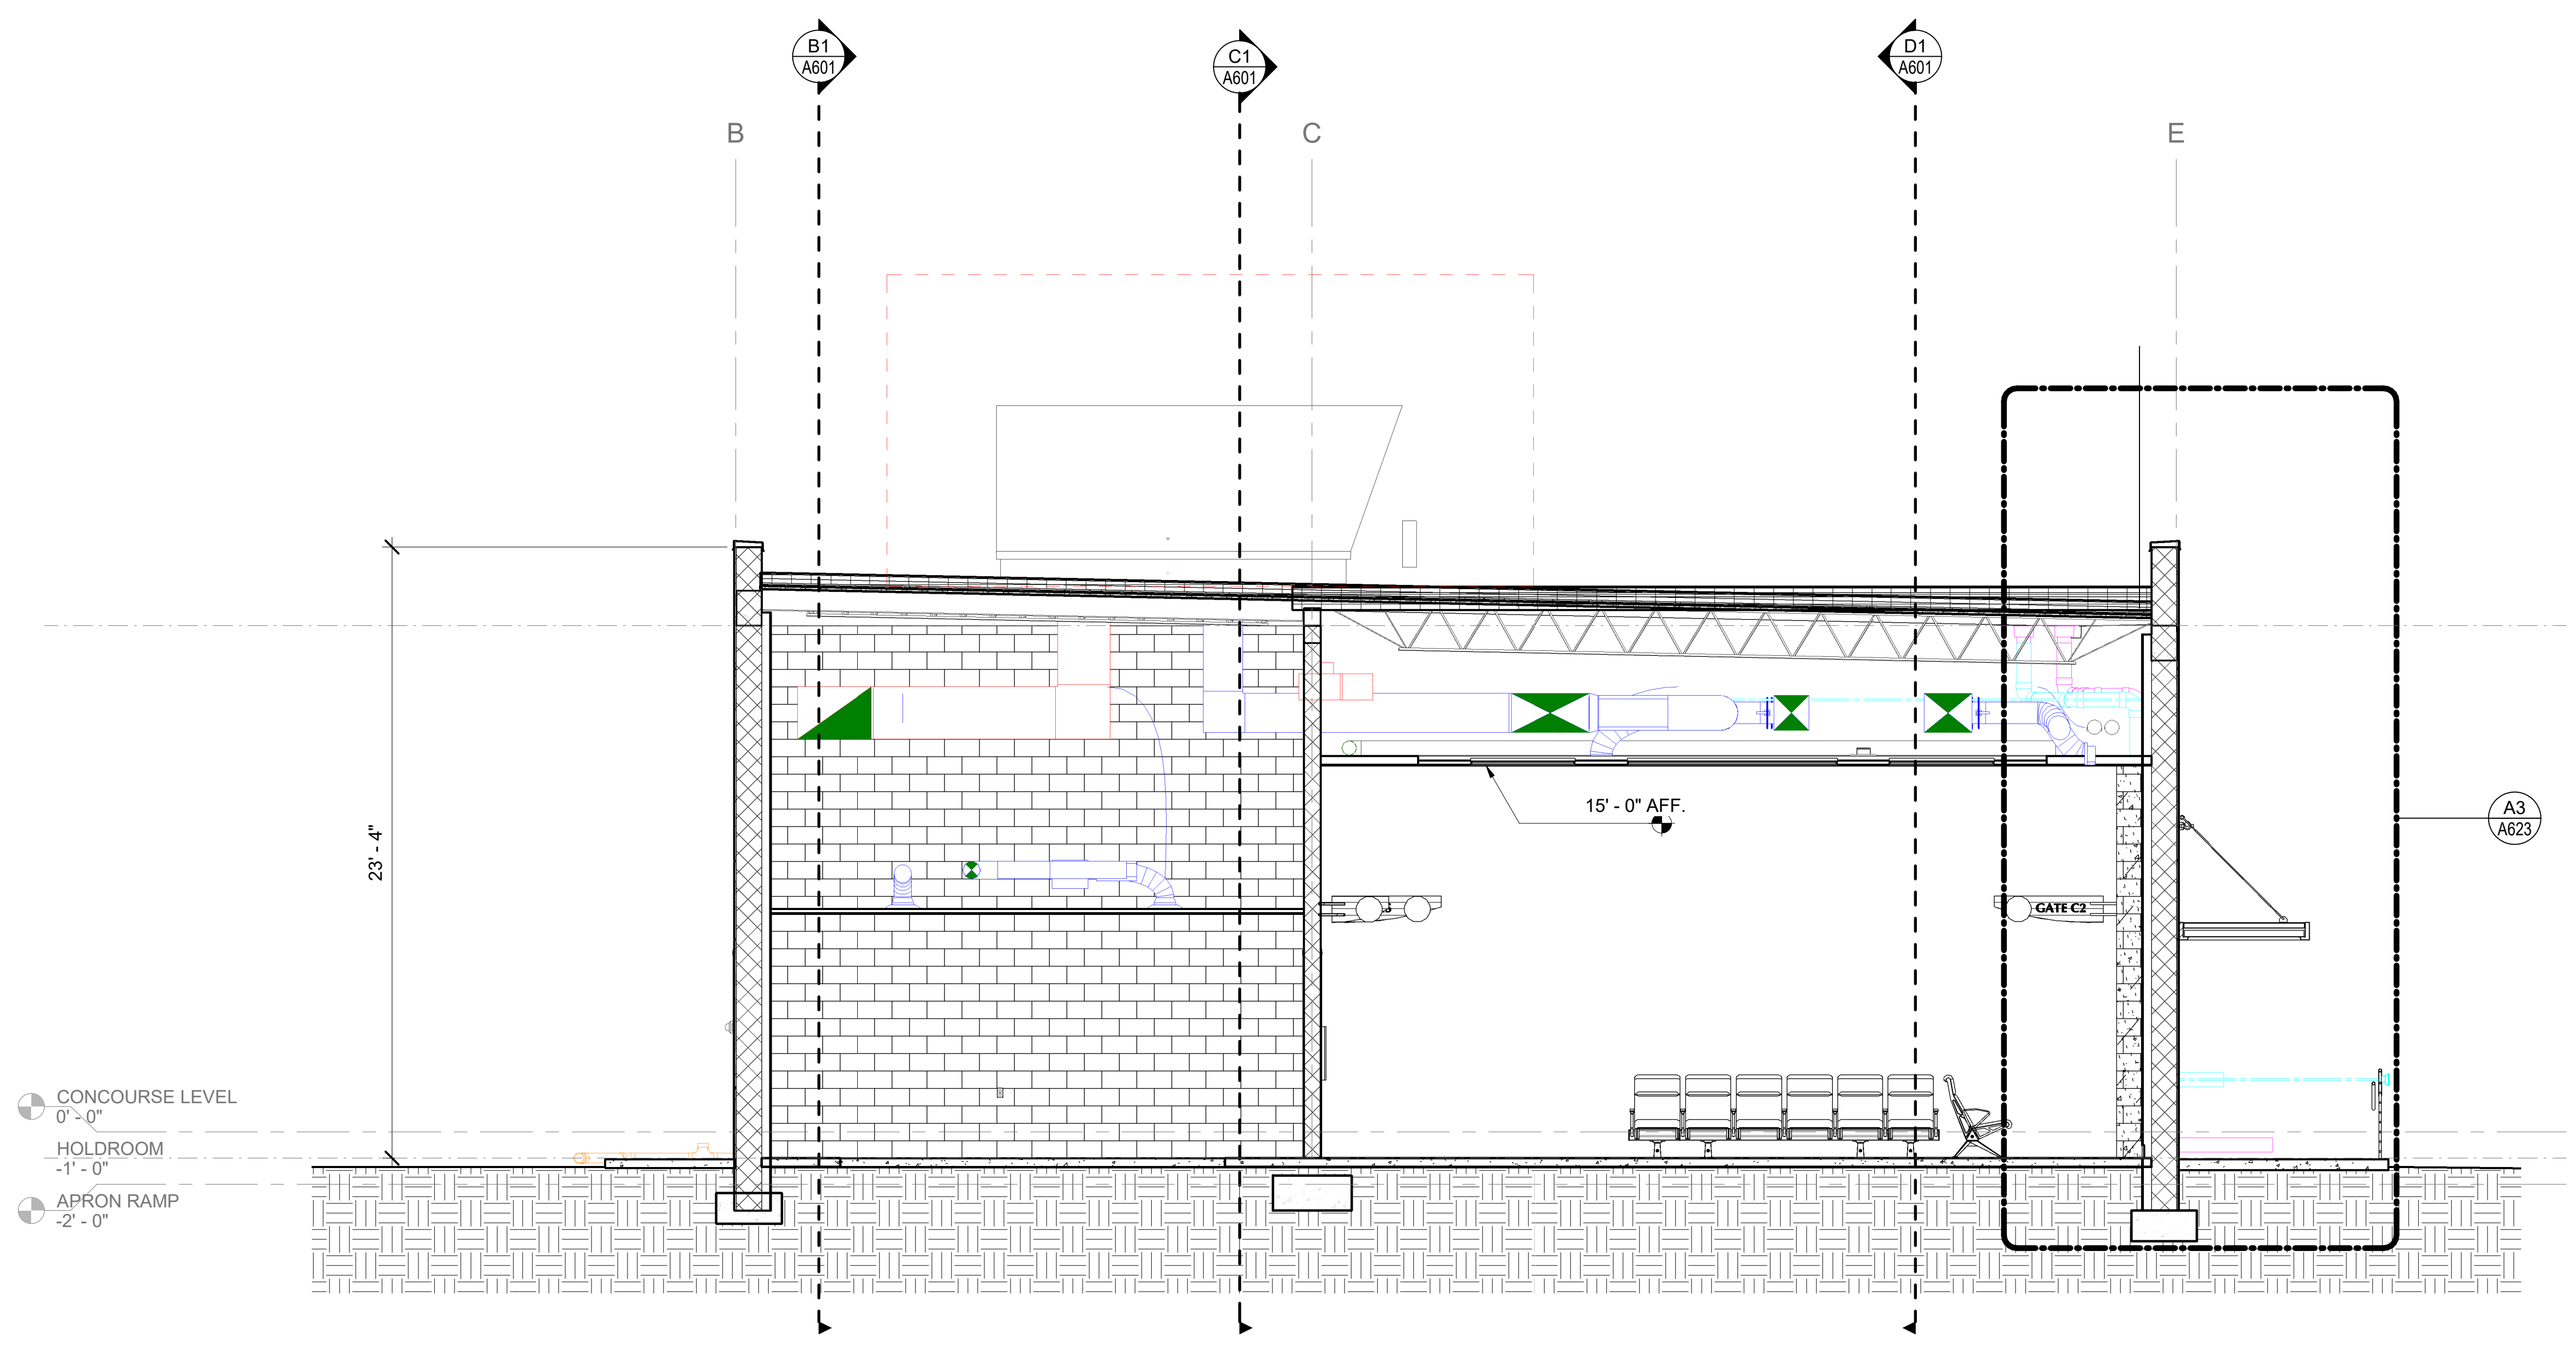 B1
A601
C1
A601
D1
A601
B
C
E
15' - 0" AFF.
23' - 4"
A3
A623
GATE C2
CONCOURSE LEVEL
0' - 0"
HOLDROOM
-1' - 0"
APRON RAMP
-2' - 0"